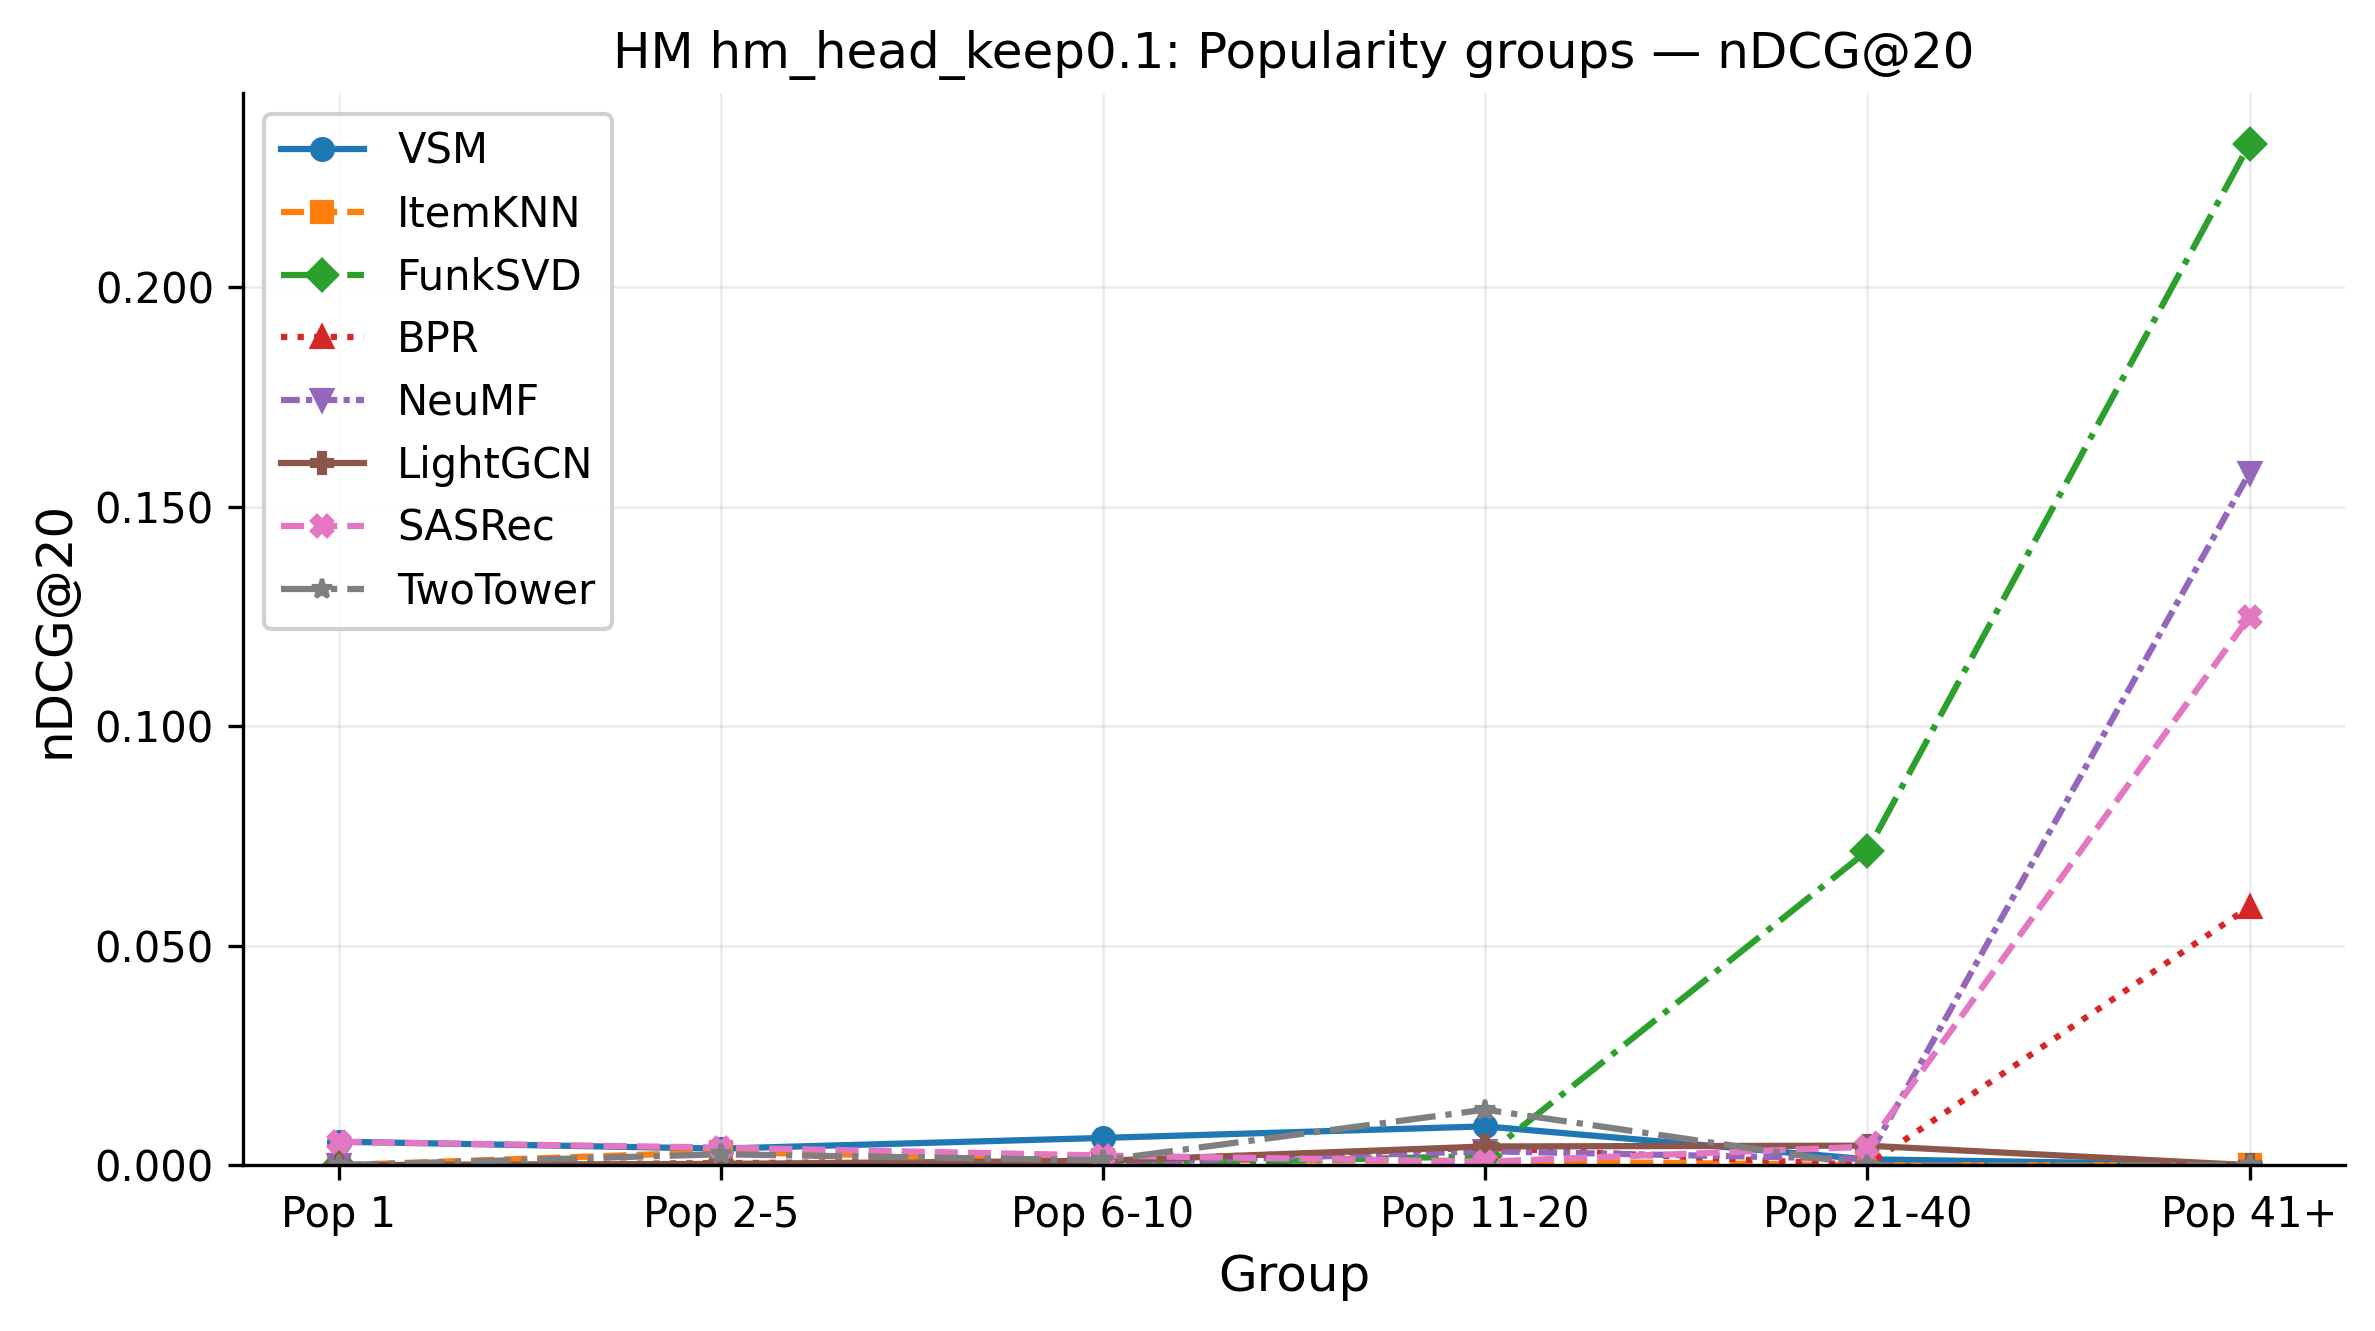 HM hm_head_keep0.1: Popularity groups — nDCG@20
VSM
ItemKNN
FunkSVD
BPR
NeuMF
LightGCN
SASRec
TwoTower
nDCG@20
0.200
0.150
0.100
0.050
0.000
Pop 1
Pop 2-5
Pop 6-10
Pop 11-20
Pop 21-40
Pop 41+
Group